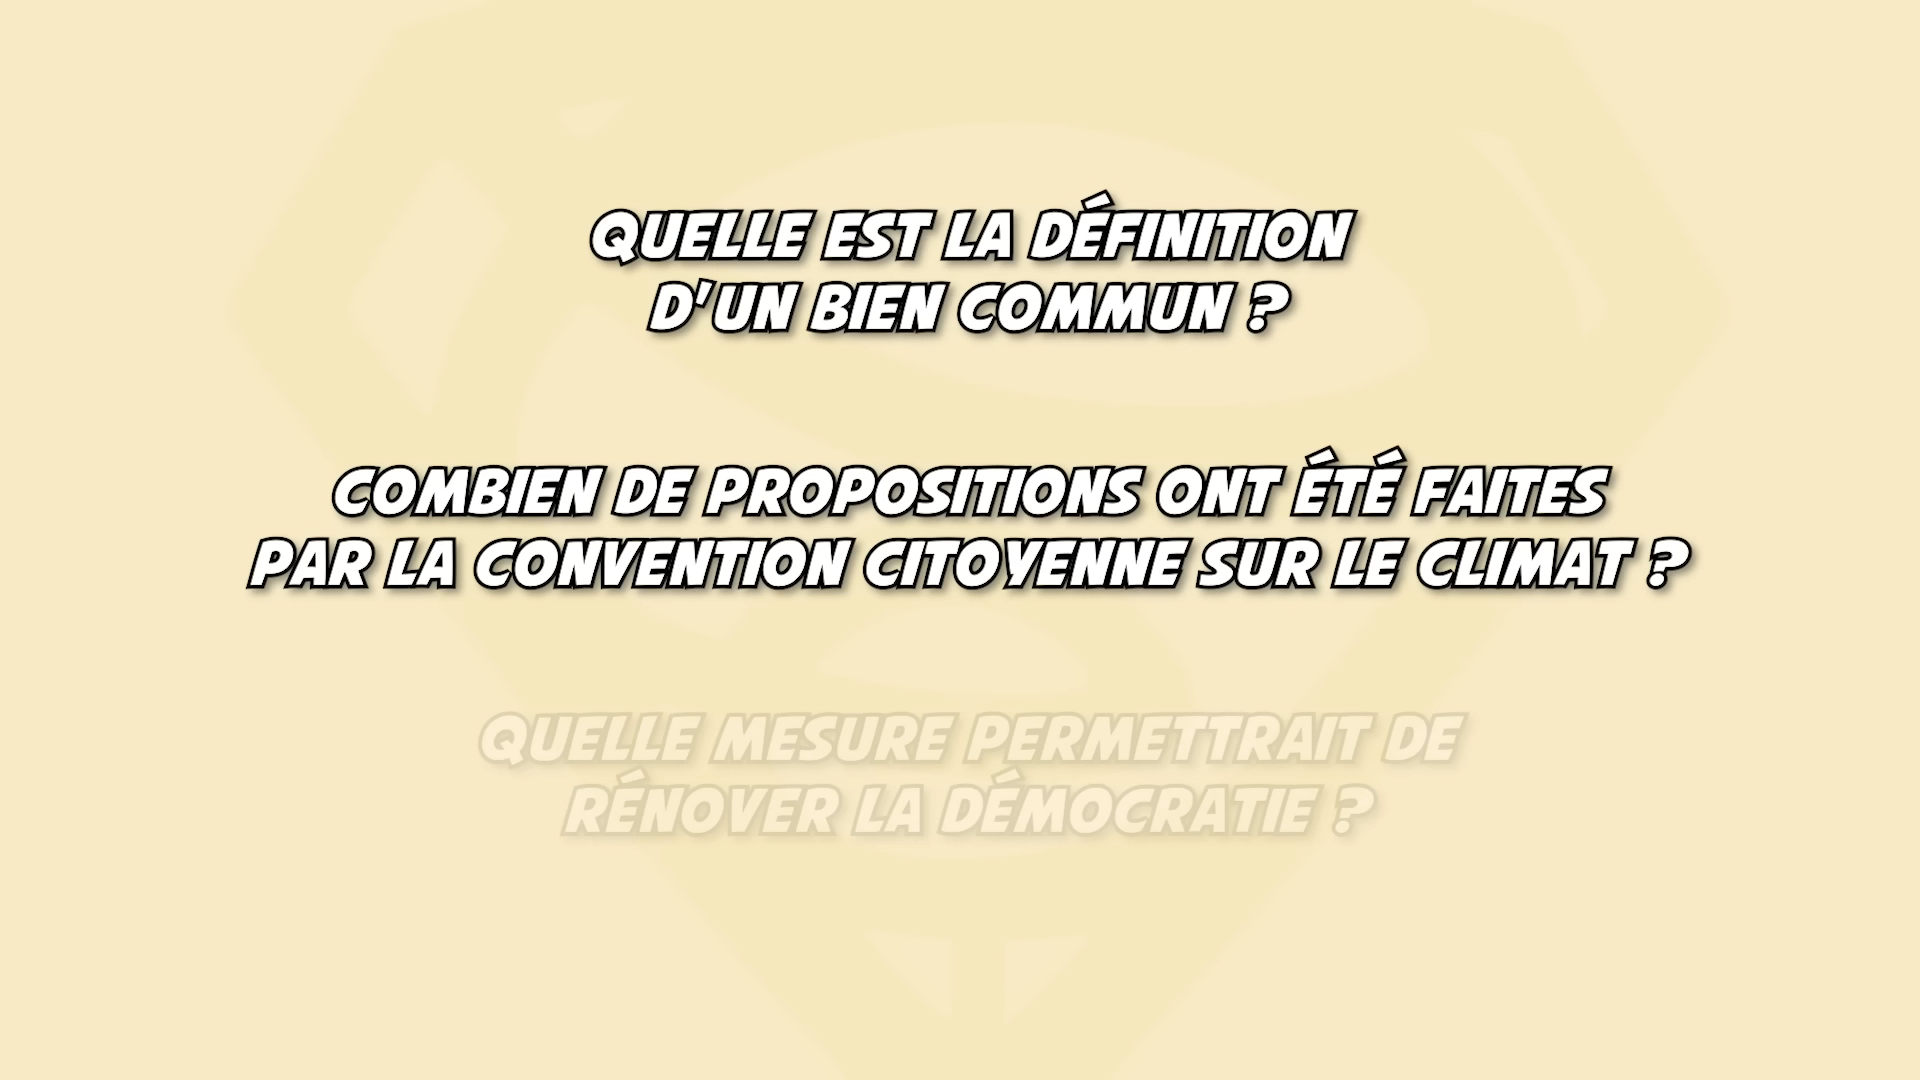 QUELLE EST LA DÉFINITION
D'UN BIEN COMMUN ?
COMBIEN DE PROPOSITIONS ONT ÉTÉ FAITES
PAR LA CONVENTION CITOYENNE SUR LE CLIMAT ?
QUELLE MESURE PERMETTRAIT DE
RÉNOVER LA DÉMOCRATIE ?